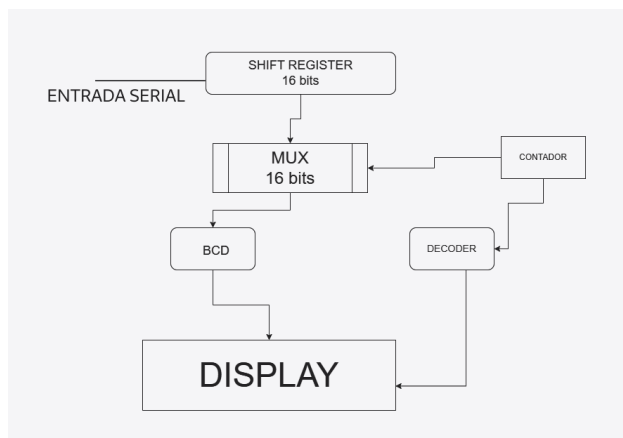 SHIFT REGISTER
16 bits
ENTRADA SERIAL
MUX
16 bits
CONTADOR
BCD
DECODER
DISPLAY